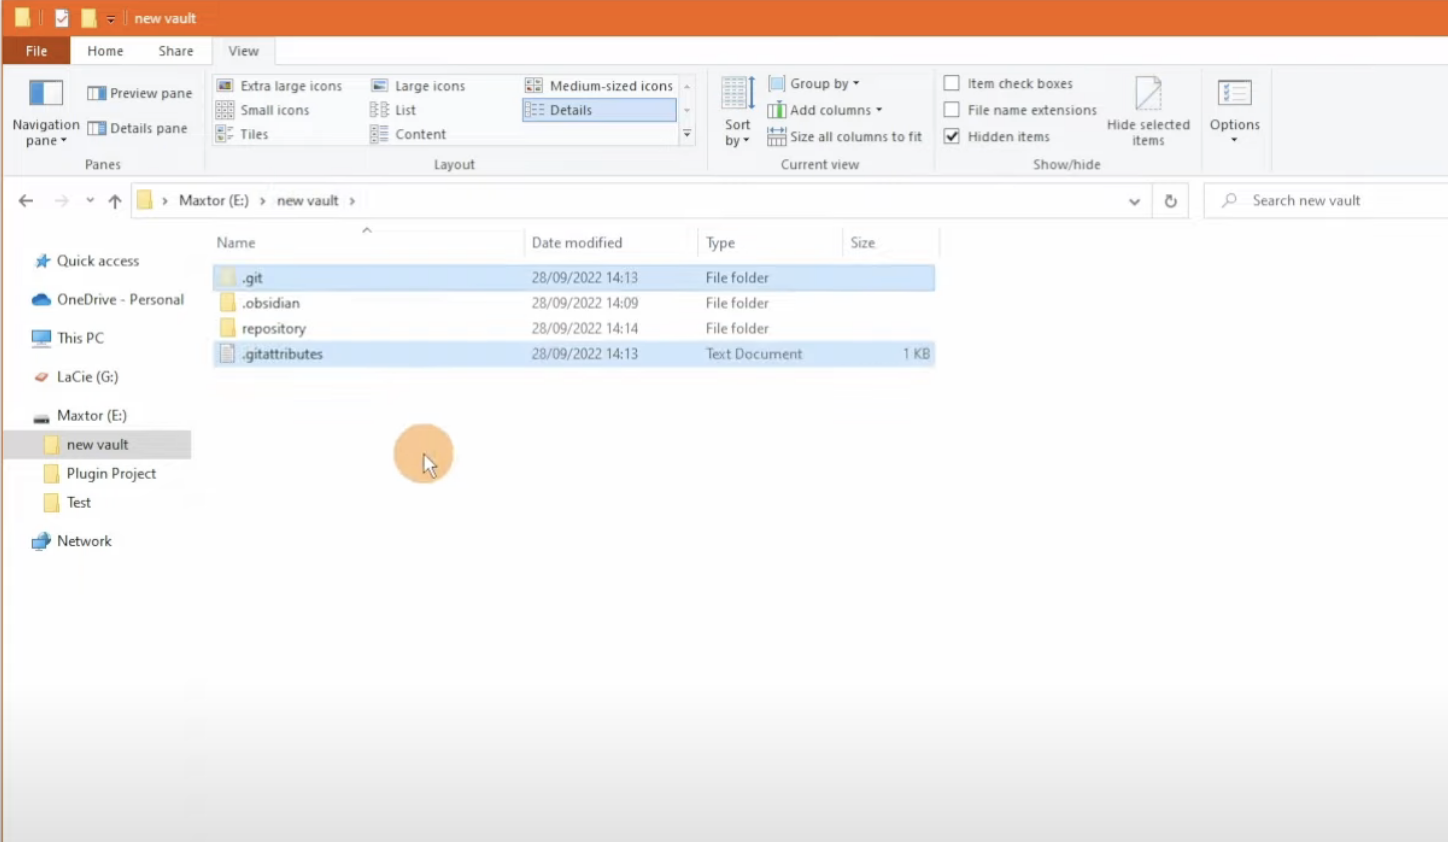 new vault
File Home Share View
Extra large icons Large icons Medium-sized icons
Small icons List Details
Tiles Content
Navigation pane
Preview pane
Details pane
Panes
Layout
Sort by
Group by
Add columns
Size all columns to fit
Current view
Item check boxes
File name extensions
Hidden items
Hide selected items
Show/hide
Options
Maxtor (E:) new vault
Search new vault
Name Date modified Type Size
.git 28/09/2022 14:13 File folder
.obsidian 28/09/2022 14:09 File folder
repository 28/09/2022 14:14 File folder
.gitattributes 28/09/2022 14:13 Text Document 1 KB
Quick access
OneDrive - Personal
This PC
LaCie (G:)
Maxtor (E:)
new vault
Plugin Project
Test
Network